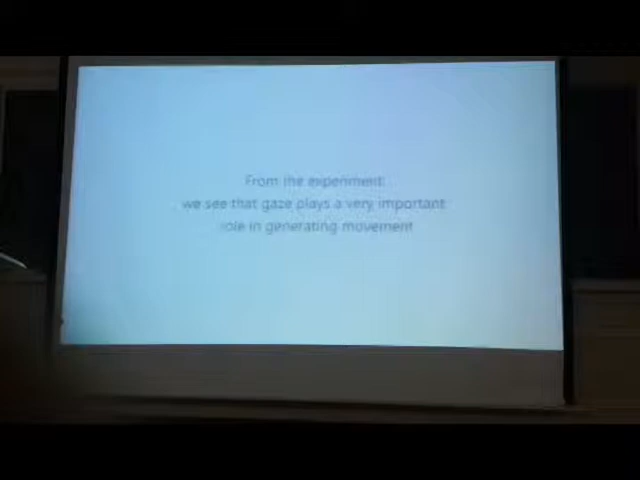 From the experiment:
we see that gaze plays a very important
role in generating movement